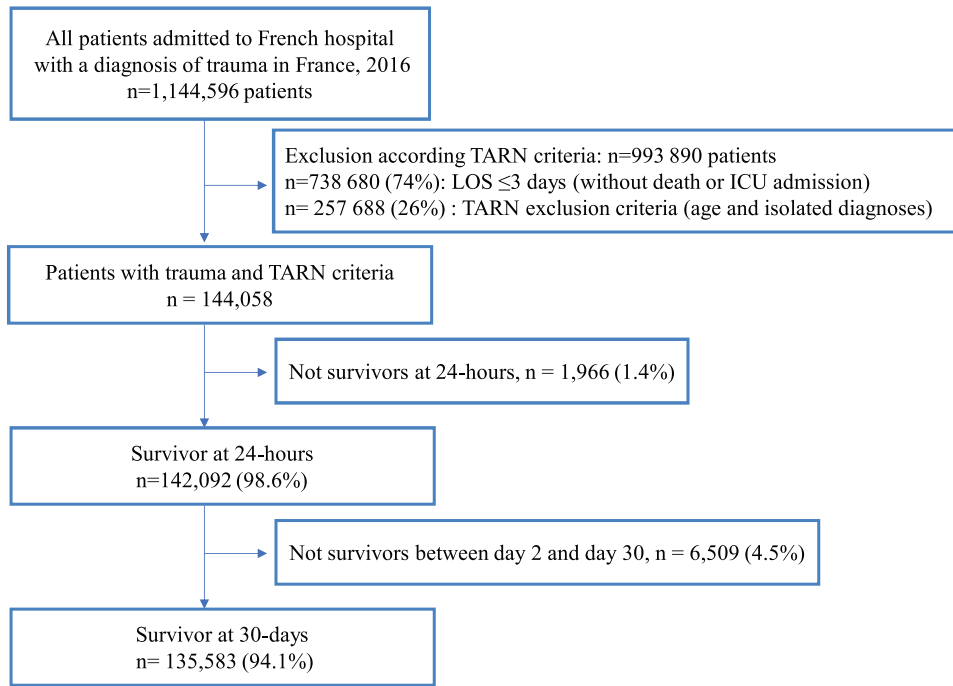 All patients admitted to French hospital
with a diagnosis of trauma in France, 2016
n=1,144,596 patients
Exclusion according TARN criteria: n=993 890 patients
n=738 680 (74%): LOS ≤3 days (without death or ICU admission)
n= 257 688 (26%) : TARN exclusion criteria (age and isolated diagnoses)
Patients with trauma and TARN criteria
n = 144,058
Not survivors at 24-hours, n = 1,966 (1.4%)
Survivor at 24-hours
n=142,092 (98.6%)
Not survivors between day 2 and day 30, n = 6,509 (4.5%)
Survivor at 30-days
n= 135,583 (94.1%)